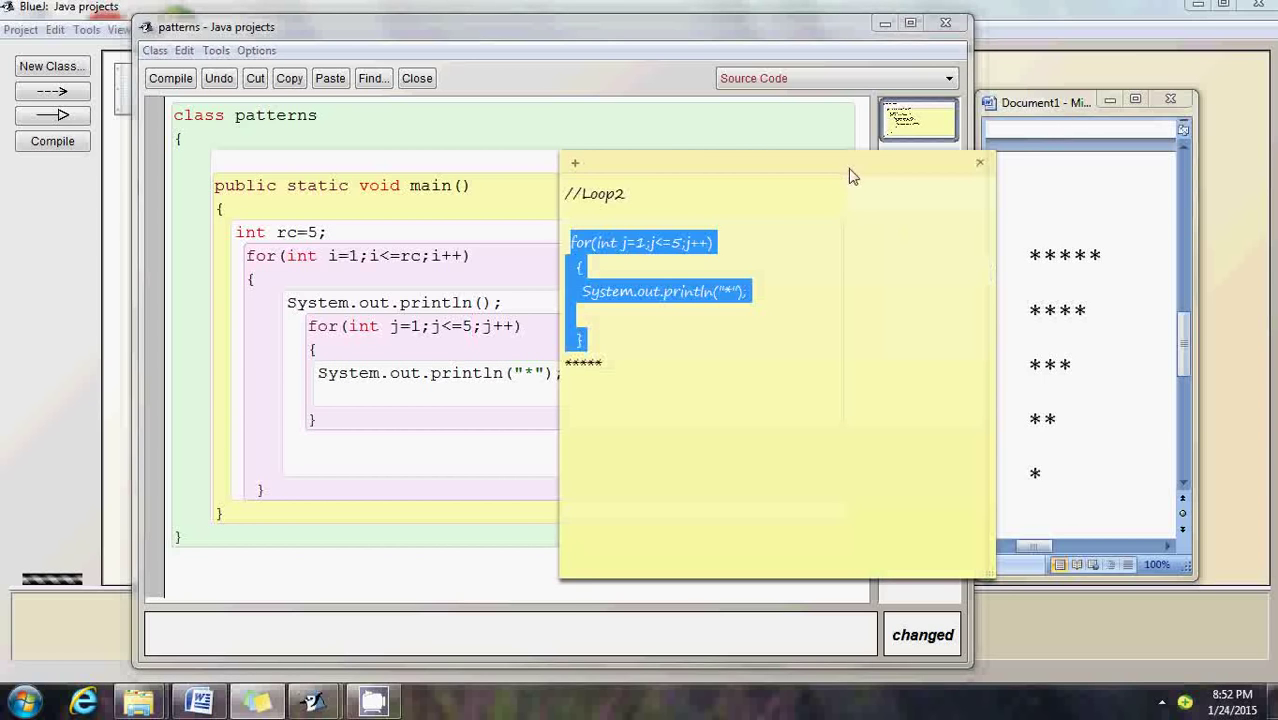 BlueJ: Java projects
Project Edit Tools View
New Class...
Compile
patterns - Java projects
Class Edit Tools Options
Compile Undo Cut Copy Paste Find... Close
Source Code
class patterns
{
public static void main()
{
int rc=5;
for(int i=1;i<=rc;i++)
{
System.out.println();
for(int j=1;j<=5;j++)
{
System.out.println("*");
}
}
}
}
changed
+ ×
//Loop2
for(int j=1;j<=5;j++)
{
System.out.println("*");
}
*****
Document1 - Mi...
*****
****
***
**
*
100%
8:52 PM
1/24/2015